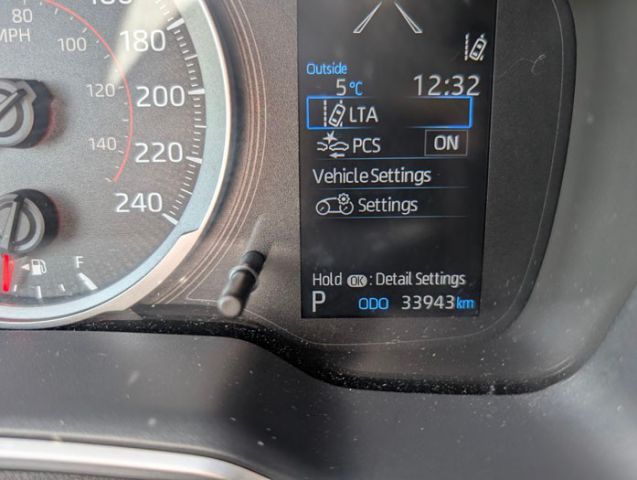 80
MPH
100
120
140
180
200
220
240
F
Outside
5°C 12:32
LTA
PCS ON
Vehicle Settings
Settings
Hold OK : Detail Settings
P ODO 33943 km